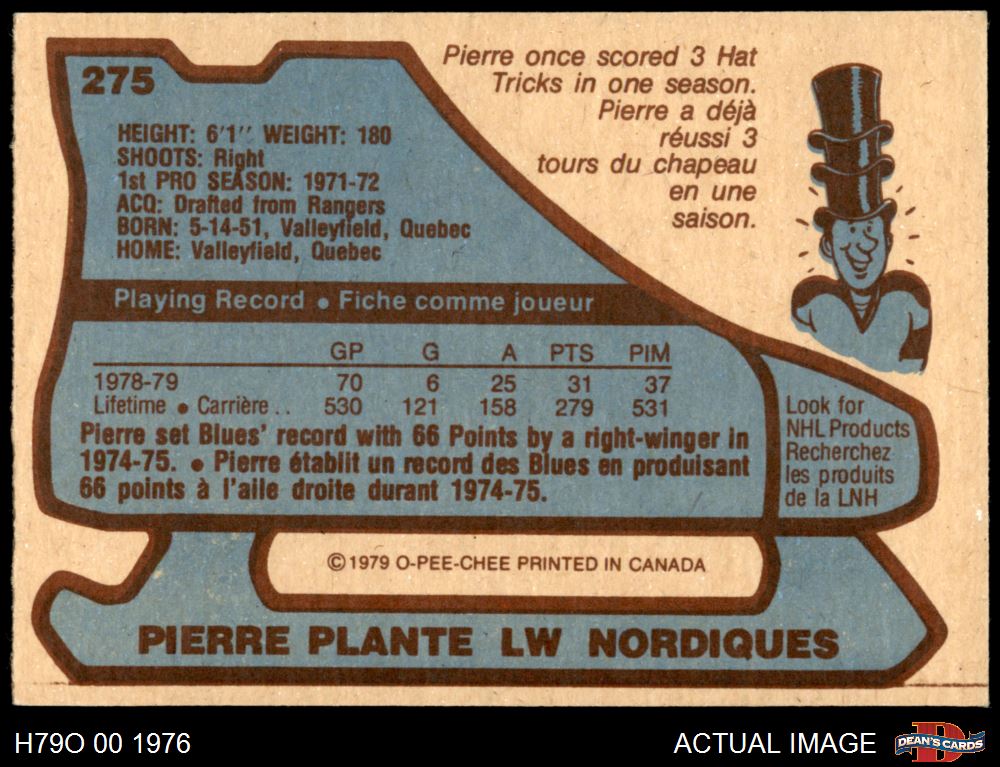 275
Pierre once scored 3 Hat
Tricks in one season.
Pierre a déjà
réussi 3
tours du chapeau
en une
saison.
HEIGHT: 6'1'' WEIGHT: 180
SHOOTS: Right
1st PRO SEASON: 1971-72
ACQ: Drafted from Rangers
BORN: 5-14-51, Valleyfield, Quebec
HOME: Valleyfield, Quebec
Playing Record • Fiche comme joueur
GP G A PTS PIM
1978-79 70 6 25 31 37
Lifetime • Carrière.. 530 121 158 279 531
Pierre set Blues' record with 66 Points by a right-winger in
1974-75. • Pierre établit un record des Blues en produisant
66 points à l'aile droite durant 1974-75.
Look for
NHL Products
Recherchez
les produits
de la LNH
© 1979 O-PEE-CHEE PRINTED IN CANADA
PIERRE PLANTE LW NORDIQUES
H79O 00 1976
ACTUAL IMAGE
D
DEAN'S CARDS